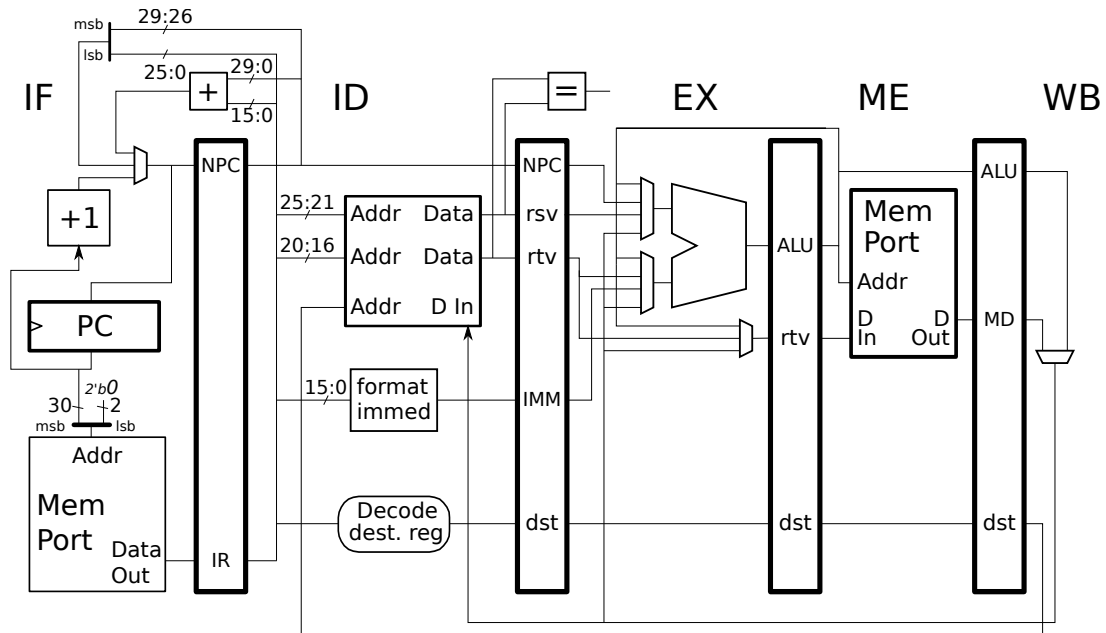 29:26
msb
lsb
25:0
29:0
+
15:0
=
IF
ID
EX
ME
WB
NPC
NPC
ALU
+1
25:21
Addr
Data
rsv
Mem
Port
20:16
Addr
Data
rtv
ALU
Addr
Addr
D In
PC
D
In
D
Out
MD
rtv
2'b0
30
2
msb
lsb
15:0
format
immed
IMM
Addr
Mem
Port
Data
Out
IR
Decode
dest. reg
dst
dst
dst